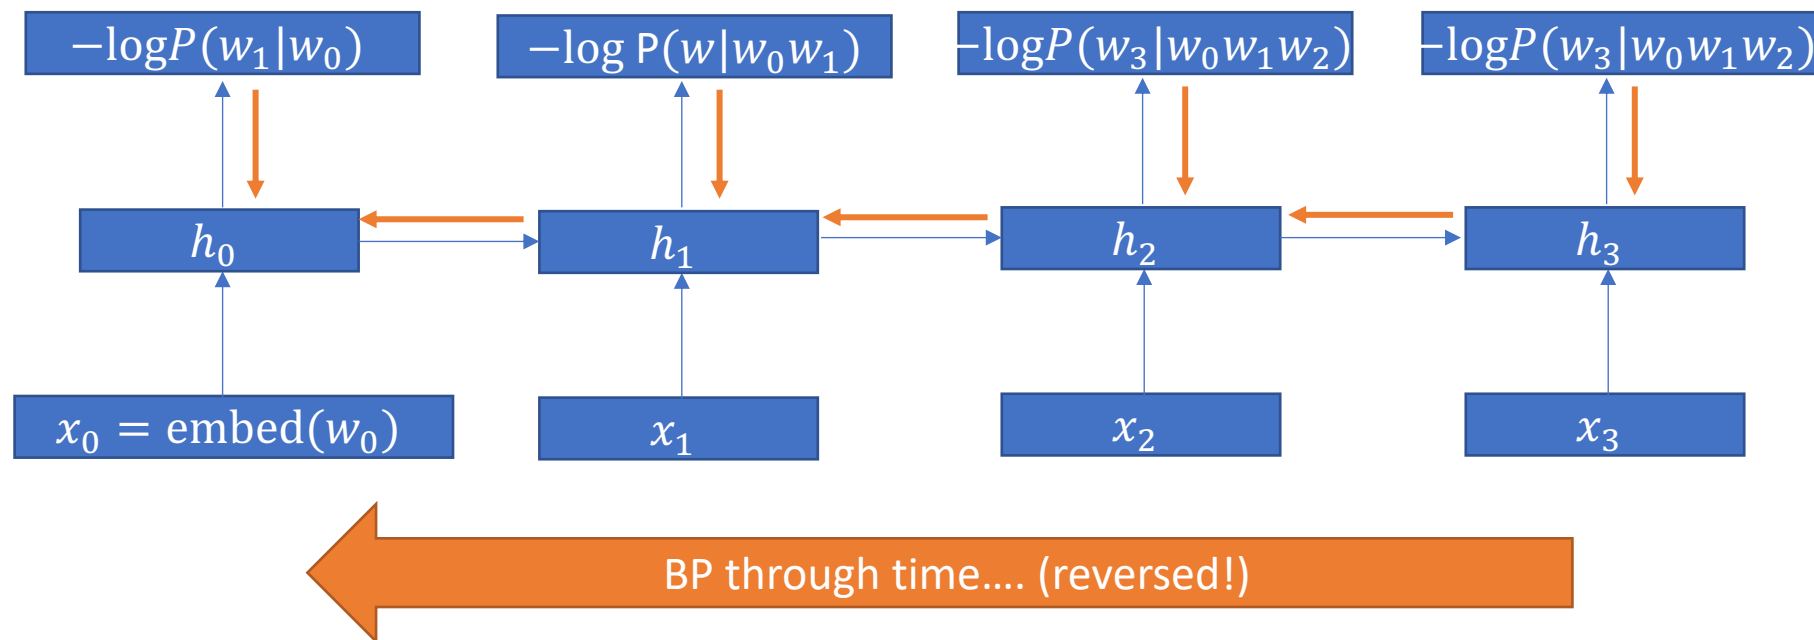 −logP(w₁|w₀)
−log P(w|w₀w₁)
−logP(w₃|w₀w₁w₂)
−logP(w₃|w₀w₁w₂)
h₀
h₁
h₂
h₃
x₀ = embed(w₀)
x₁
x₂
x₃
BP through time.... (reversed!)